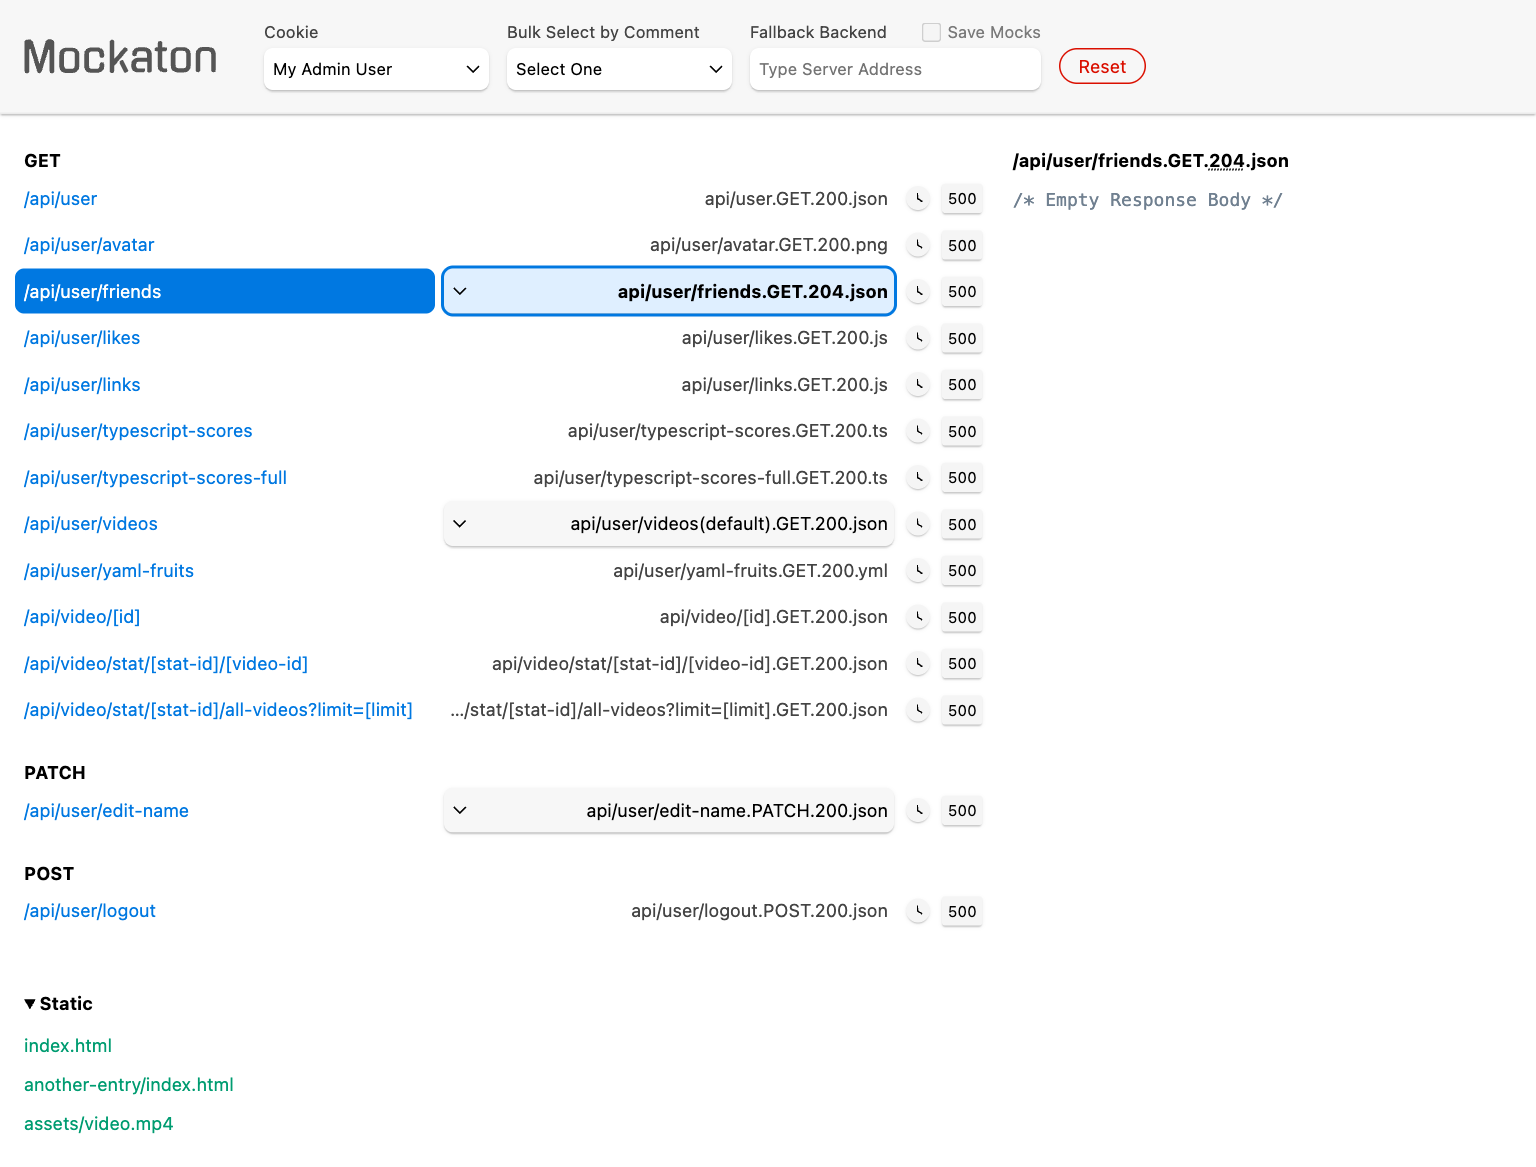 Mockaton
Cookie
My Admin User
Bulk Select by Comment
Select One
Fallback Backend
Save Mocks
Type Server Address
Reset
GET
/api/user api/user.GET.200.json 500
/api/user/avatar api/user/avatar.GET.200.png 500
/api/user/friends api/user/friends.GET.204.json 500
/api/user/likes api/user/likes.GET.200.js 500
/api/user/links api/user/links.GET.200.js 500
/api/user/typescript-scores api/user/typescript-scores.GET.200.ts 500
/api/user/typescript-scores-full api/user/typescript-scores-full.GET.200.ts 500
/api/user/videos api/user/videos(default).GET.200.json 500
/api/user/yaml-fruits api/user/yaml-fruits.GET.200.yml 500
/api/video/[id] api/video/[id].GET.200.json 500
/api/video/stat/[stat-id]/[video-id] api/video/stat/[stat-id]/[video-id].GET.200.json 500
/api/video/stat/[stat-id]/all-videos?limit=[limit] .../stat/[stat-id]/all-videos?limit=[limit].GET.200.json 500
PATCH
/api/user/edit-name api/user/edit-name.PATCH.200.json 500
POST
/api/user/logout api/user/logout.POST.200.json 500
Static
index.html
another-entry/index.html
assets/video.mp4
/api/user/friends.GET.204.json
/* Empty Response Body */